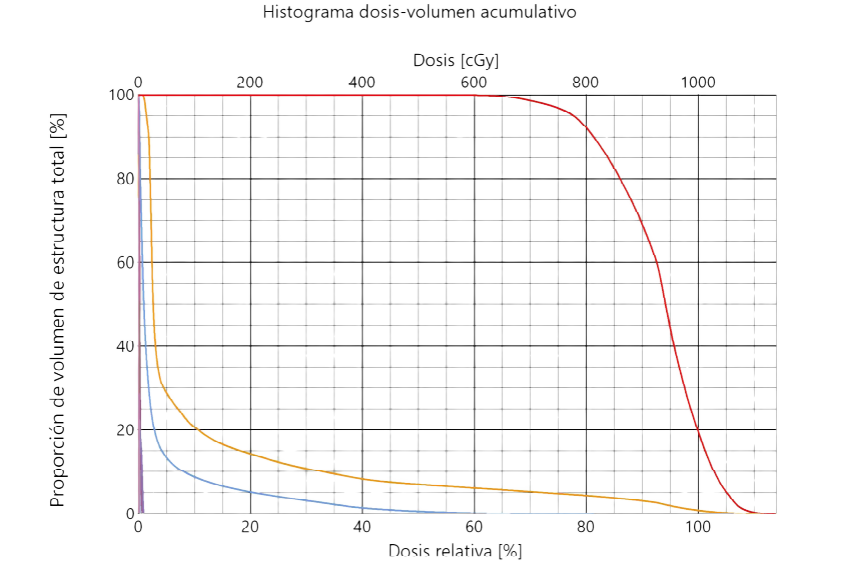 Histograma dosis-volumen acumulativo
Dosis [cGy]
0 200 400 600 800 1000
Proporción de volumen de estructura total [%]
100
80
60
40
20
0
0 20 40 60 80 100
Dosis relativa [%]